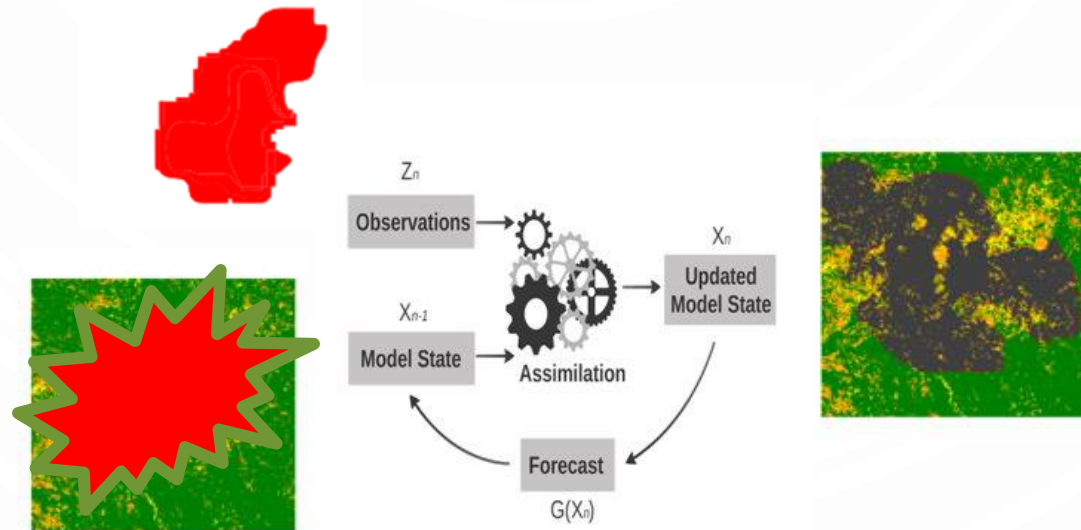 Zn
Observations
Xn
Updated
Model State
Xn-1
Model State
Assimilation
Forecast
G(Xn)